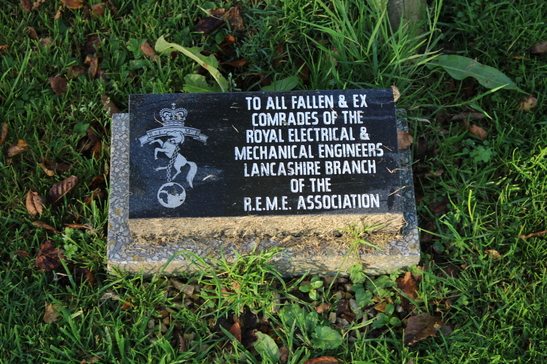 TO ALL FALLEN & EX
COMRADES OF THE
ROYAL ELECTRICAL &
MECHANICAL ENGINEERS
LANCASHIRE BRANCH
OF THE
R.E.M.E. ASSOCIATION